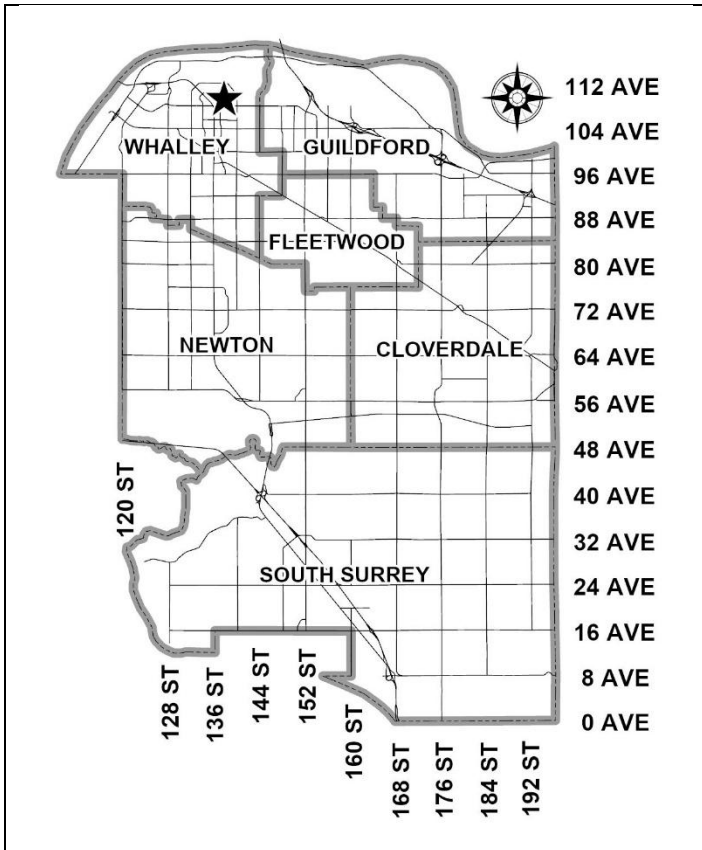 112 AVE
104 AVE
WHALLEY
GUILDFORD
96 AVE
88 AVE
FLEETWOOD
80 AVE
72 AVE
NEWTON
CLOVERDALE
64 AVE
56 AVE
48 AVE
120 ST
40 AVE
32 AVE
SOUTH SURREY
24 AVE
16 AVE
128 ST
136 ST
144 ST
152 ST
160 ST
8 AVE
0 AVE
168 ST
176 ST
184 ST
192 ST